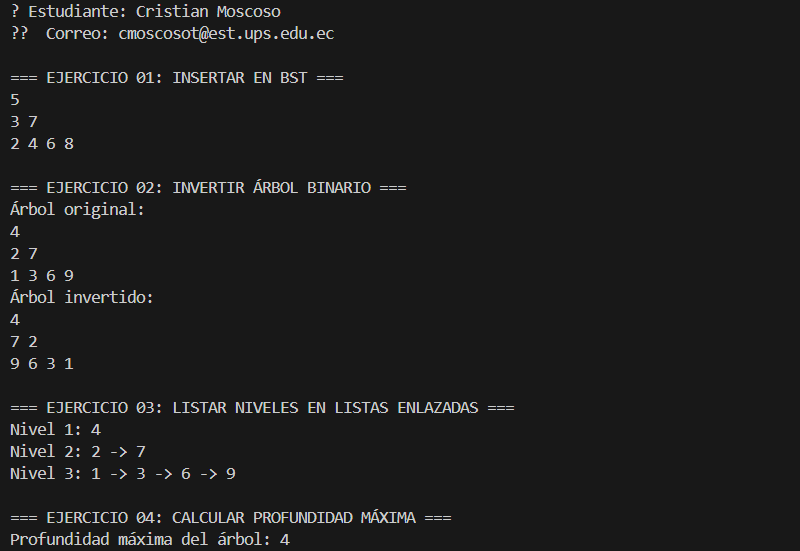 ? Estudiante: Cristian Moscoso
??  Correo: cmoscosot@est.ups.edu.ec
=== EJERCICIO 01: INSERTAR EN BST ===
5
3 7
2 4 6 8
=== EJERCICIO 02: INVERTIR ÁRBOL BINARIO ===
Árbol original:
4
2 7
1 3 6 9
Árbol invertido:
4
7 2
9 6 3 1
=== EJERCICIO 03: LISTAR NIVELES EN LISTAS ENLAZADAS ===
Nivel 1: 4
Nivel 2: 2 -> 7
Nivel 3: 1 -> 3 -> 6 -> 9
=== EJERCICIO 04: CALCULAR PROFUNDIDAD MÁXIMA ===
Profundidad máxima del árbol: 4